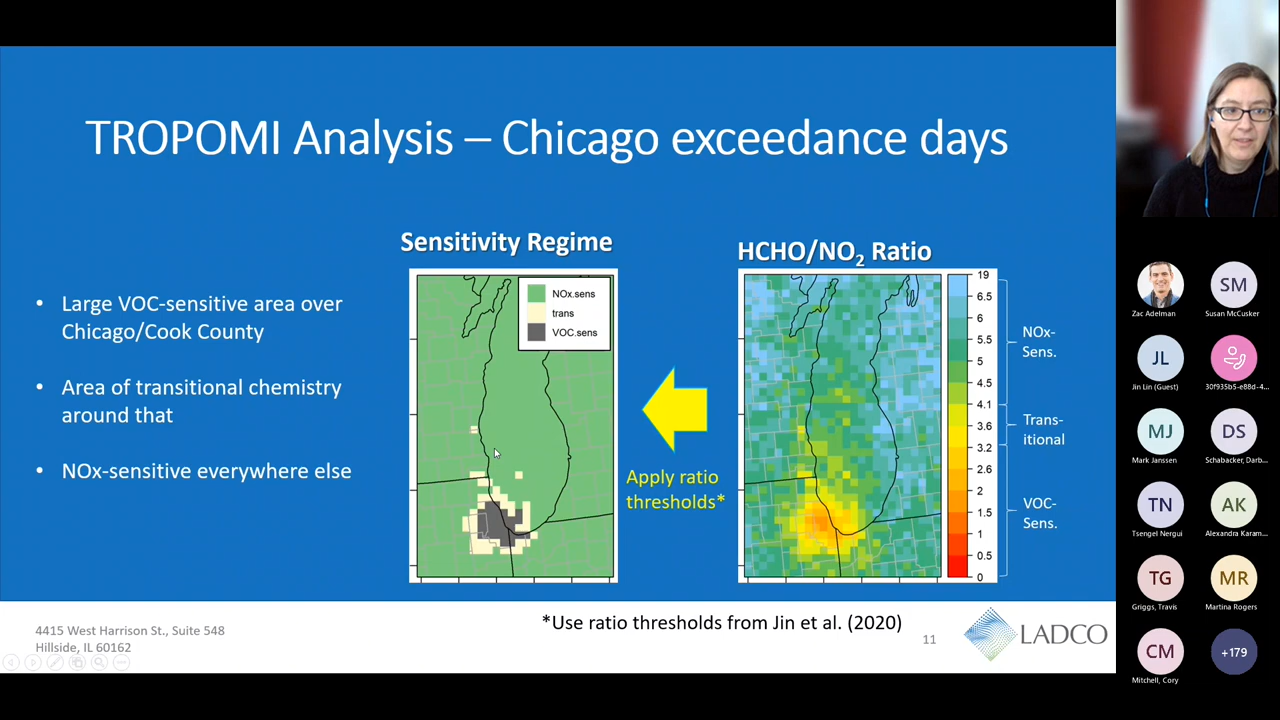 TROPOMI Analysis – Chicago exceedance days
• Large VOC-sensitive area over
Chicago/Cook County
• Area of transitional chemistry
around that
• NOx-sensitive everywhere else
Sensitivity Regime
NOx.sens
trans
VOC.sens
Apply ratio
thresholds*
HCHO/NO₂ Ratio
19
6.5
6
5.5
5
4.5
4.1
3.6
3.2
2.6
2
1.5
1
0.5
0
NOx-
Sens.
Trans-
itional
VOC-
Sens.
*Use ratio thresholds from Jin et al. (2020)
4415 West Harrison St., Suite 548
Hillside, IL 60162
11
LADCO
Zac Adelman
SM
Susan McCusker
JL
Jin Lin (Guest)
30f935b5-e88d-4...
MJ
Mark Janssen
DS
Schabacker, Darb...
TN
Tsengel Nergui
AK
Alexandra Karam...
TG
Griggs, Travis
MR
Martina Rogers
CM
Mitchell, Cory
+179